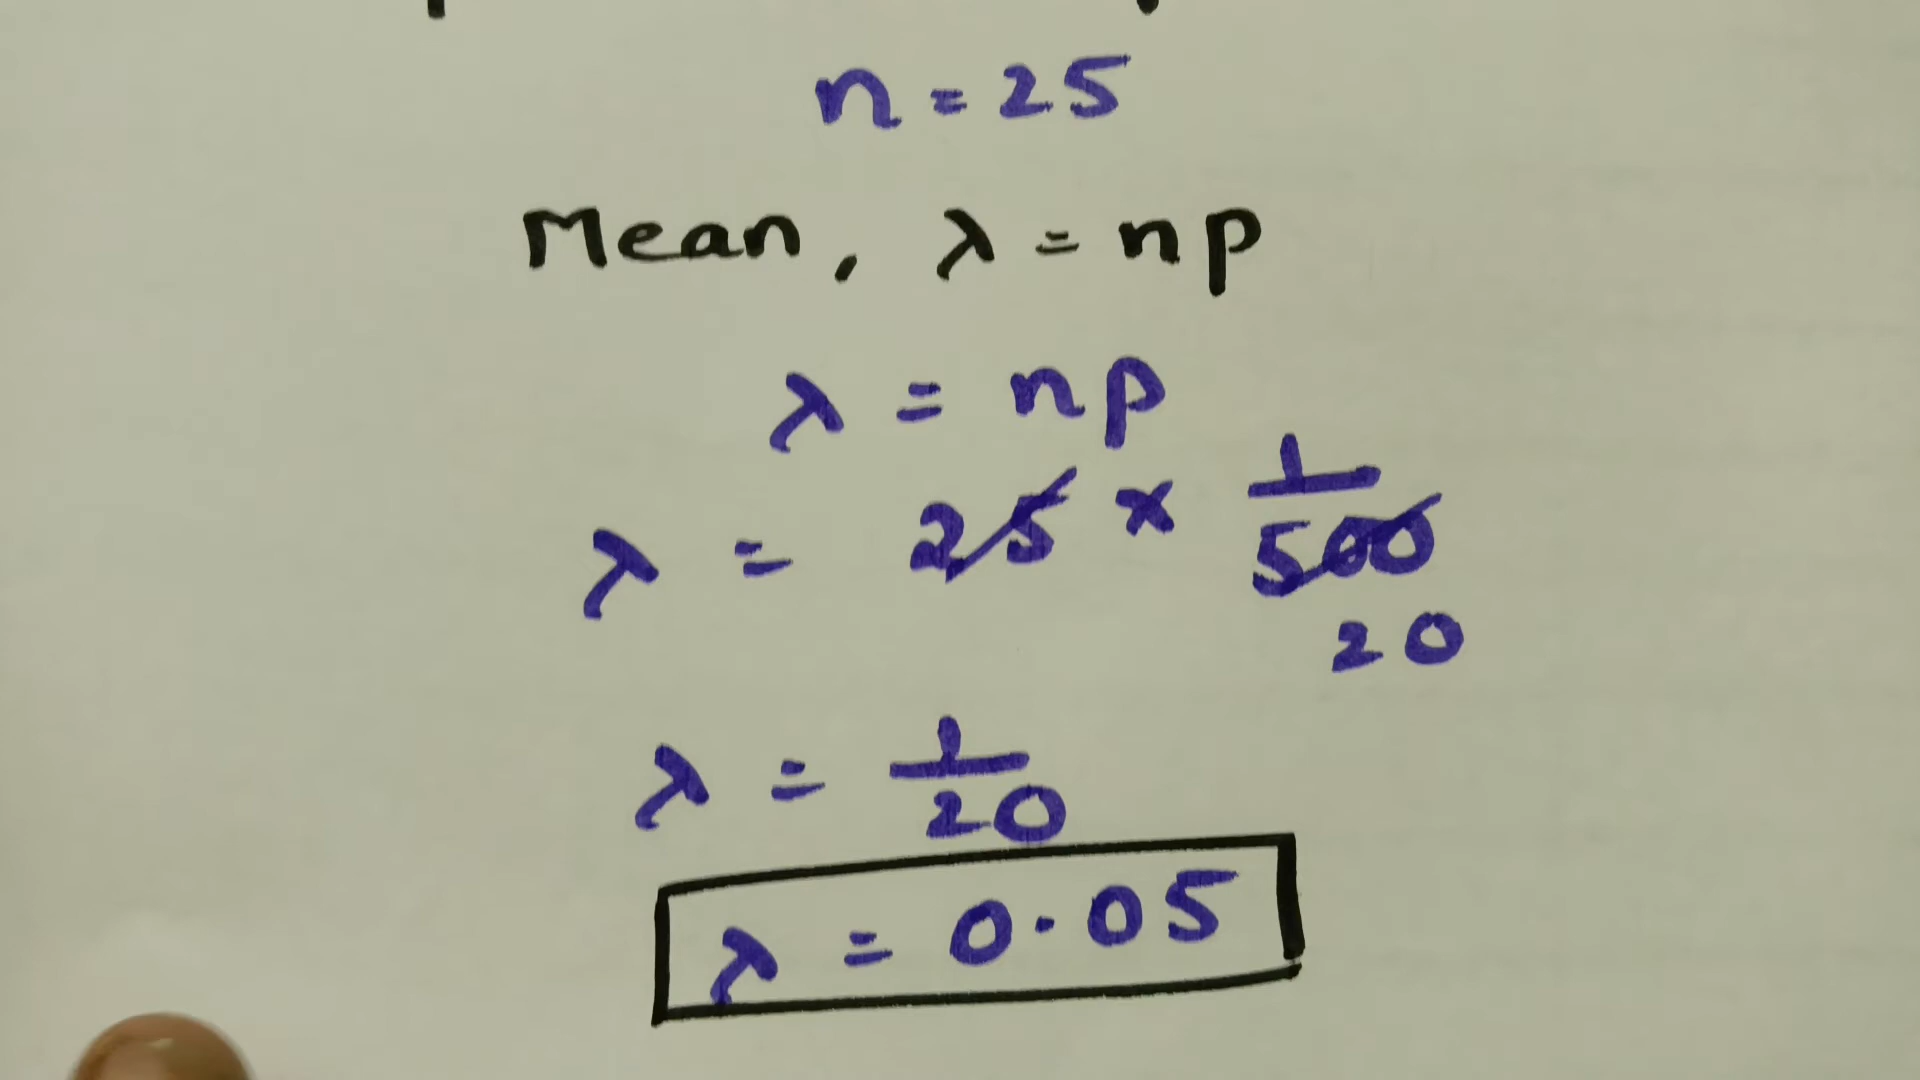 n = 25
Mean, λ = np
λ = np
λ = 25 × 1/500
20
λ = 1/20
λ = 0.05